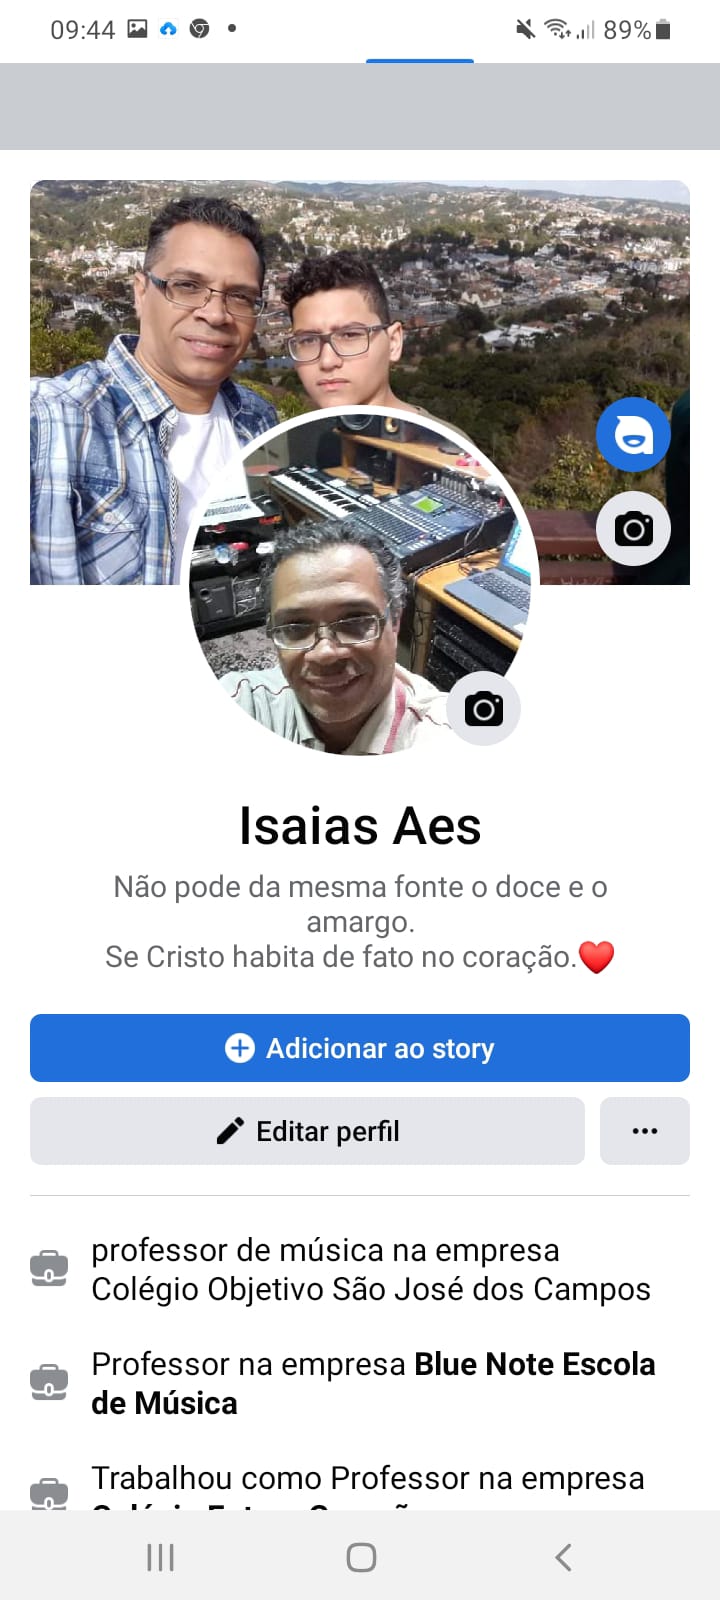 09:44
89%
Isaias Aes
Não pode da mesma fonte o doce e o
amargo.
Se Cristo habita de fato no coração.❤️
Adicionar ao story
Editar perfil
professor de música na empresa
Colégio Objetivo São José dos Campos
Professor na empresa Blue Note Escola
de Música
Trabalhou como Professor na empresa